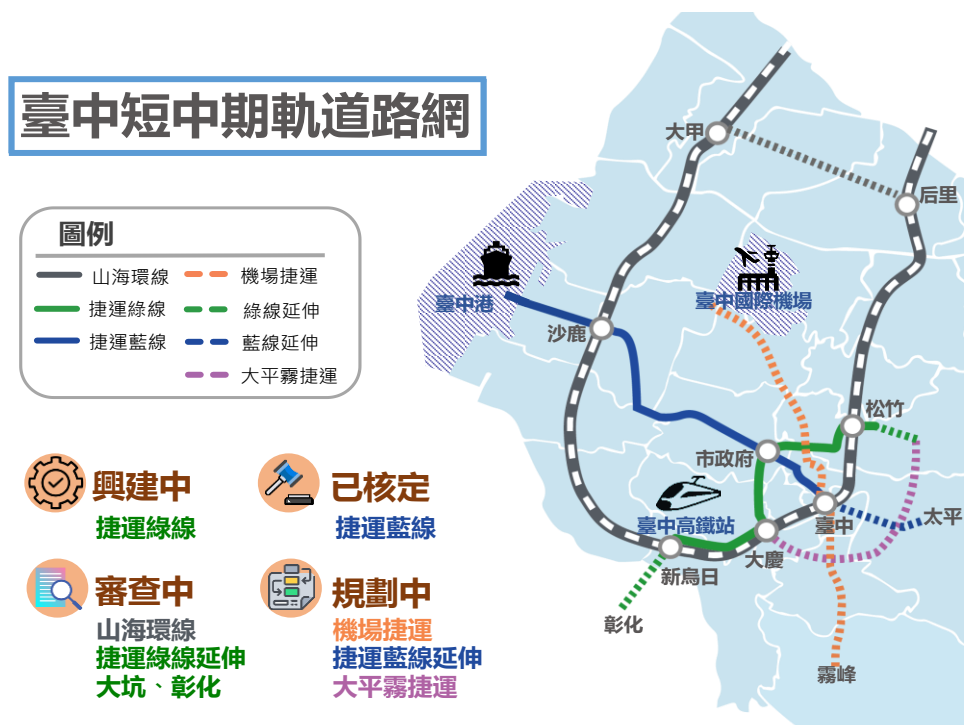 臺中短中期軌道路網
圖例
山海環線
機場捷運
捷運綠線
綠線延伸
捷運藍線
藍線延伸
大平霧捷運
興建中
捷運綠線
已核定
捷運藍線
審查中
山海環線
捷運綠線延伸
大坑、彰化
規劃中
機場捷運
捷運藍線延伸
大平霧捷運
大甲
后里
臺中港
臺中國際機場
沙鹿
松竹
市政府
臺中高鐵站
臺中
太平
大慶
新烏日
彰化
霧峰